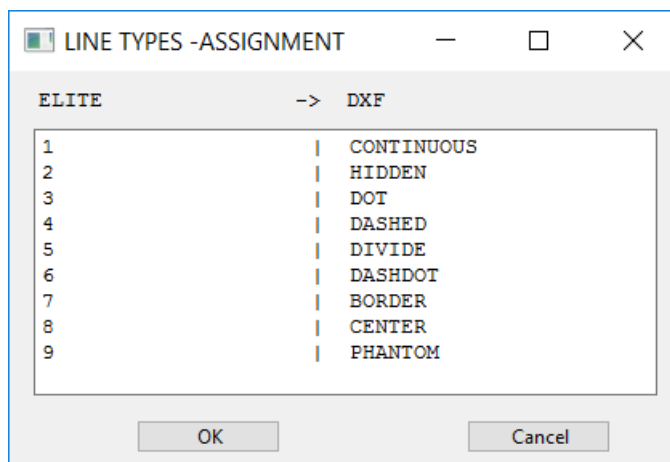 LINE TYPES -ASSIGNMENT
ELITE -> DXF
1 | CONTINUOUS
2 | HIDDEN
3 | DOT
4 | DASHED
5 | DIVIDE
6 | DASHDOT
7 | BORDER
8 | CENTER
9 | PHANTOM
OK Cancel